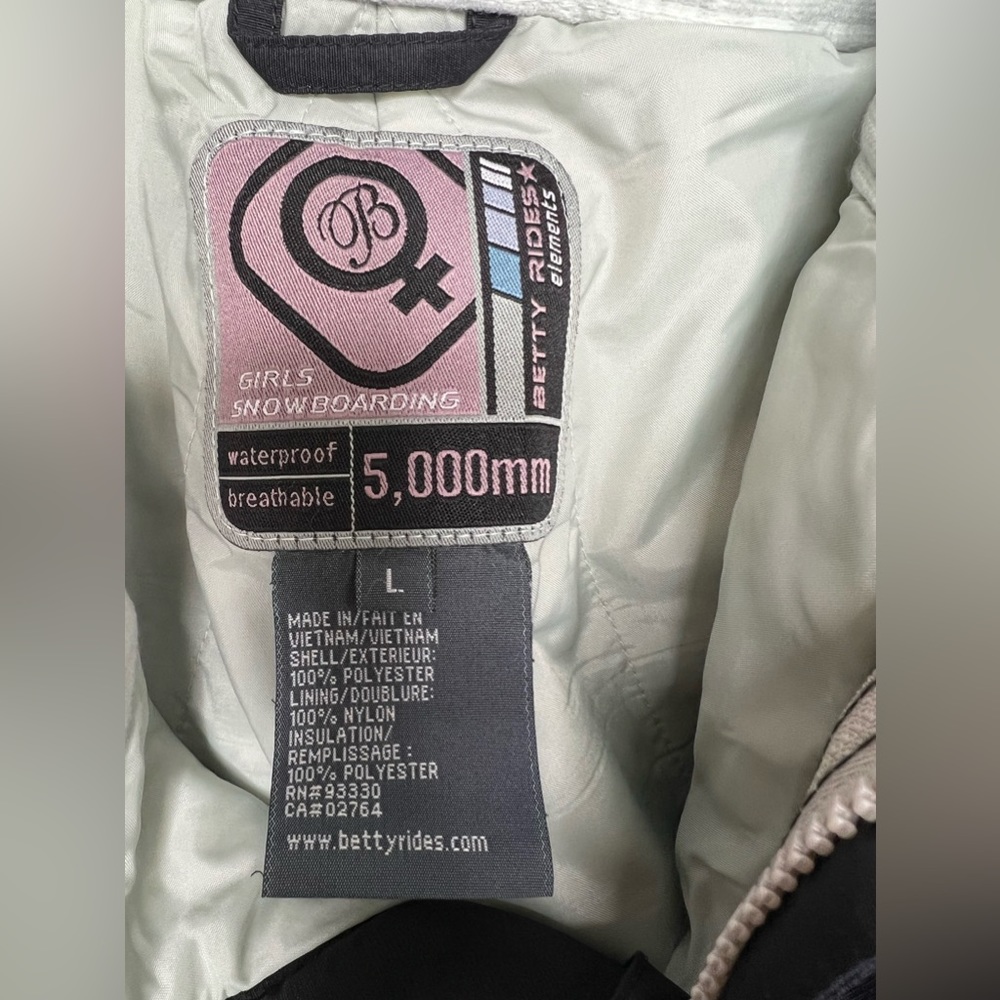 B
GIRLS
SNOWBOARDING
BETTY RIDES★
elements
waterproof
breathable
5,000mm
L
MADE IN/FAIT EN
VIETNAM/VIETNAM
SHELL/EXTERIEUR:
100% POLYESTER
LINING/DOUBLURE:
100% NYLON
INSULATION/
REMPLISSAGE :
100% POLYESTER
RN#93330
CA#02764
www.bettyrides.com